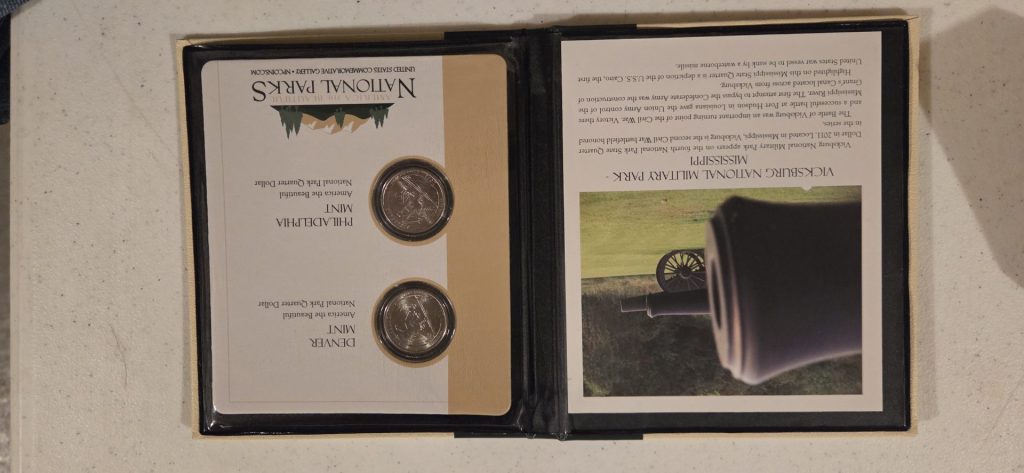 VICKSBURG NATIONAL MILITARY PARK -
MISSISSIPPI
Vicksburg National Military Park appears on the fourth National Park State Quarter
Dollar in 2011. Located in Mississippi, Vicksburg is the second Civil War battlefield honored
in the series.
The Battle of Vicksburg was an important turning point of the Civil War. Victory there
and a successful battle at Port Hudson in Louisiana gave the Union Army control of the
Mississippi River. The first attempt to bypass the Confederate Army was the construction of
Grant's Canal located across from Vicksburg.
Highlighted on this Mississippi State Quarter is a depiction of the U.S.S. Cairo, the first
United States war vessel to be sunk by a waterborne missile.
DENVER
MINT
America the Beautiful
National Park Quarter Dollar
PHILADELPHIA
MINT
America the Beautiful
National Park Quarter Dollar
AMERICA THE BEAUTIFUL
NATIONAL PARKS
UNITED STATES COMMEMORATIVE GALLERY • NPCOINS.COM